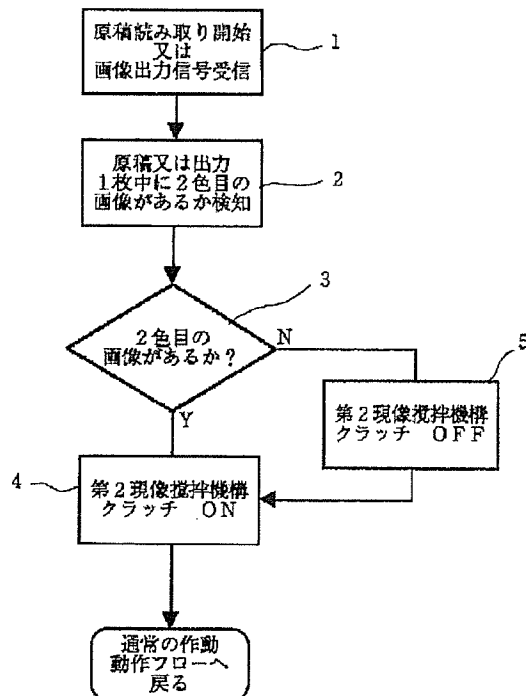 原稿読み取り開始
又は
画像出力信号受信
1
原稿又は出力
1枚中に2色目の
画像があるか検知
2
3
2色目の
画像があるか?
N
Y
5
第2現像攪拌機構
クラッチ OFF
4
第2現像攪拌機構
クラッチ ON
通常の作動
動作フローへ
戻る